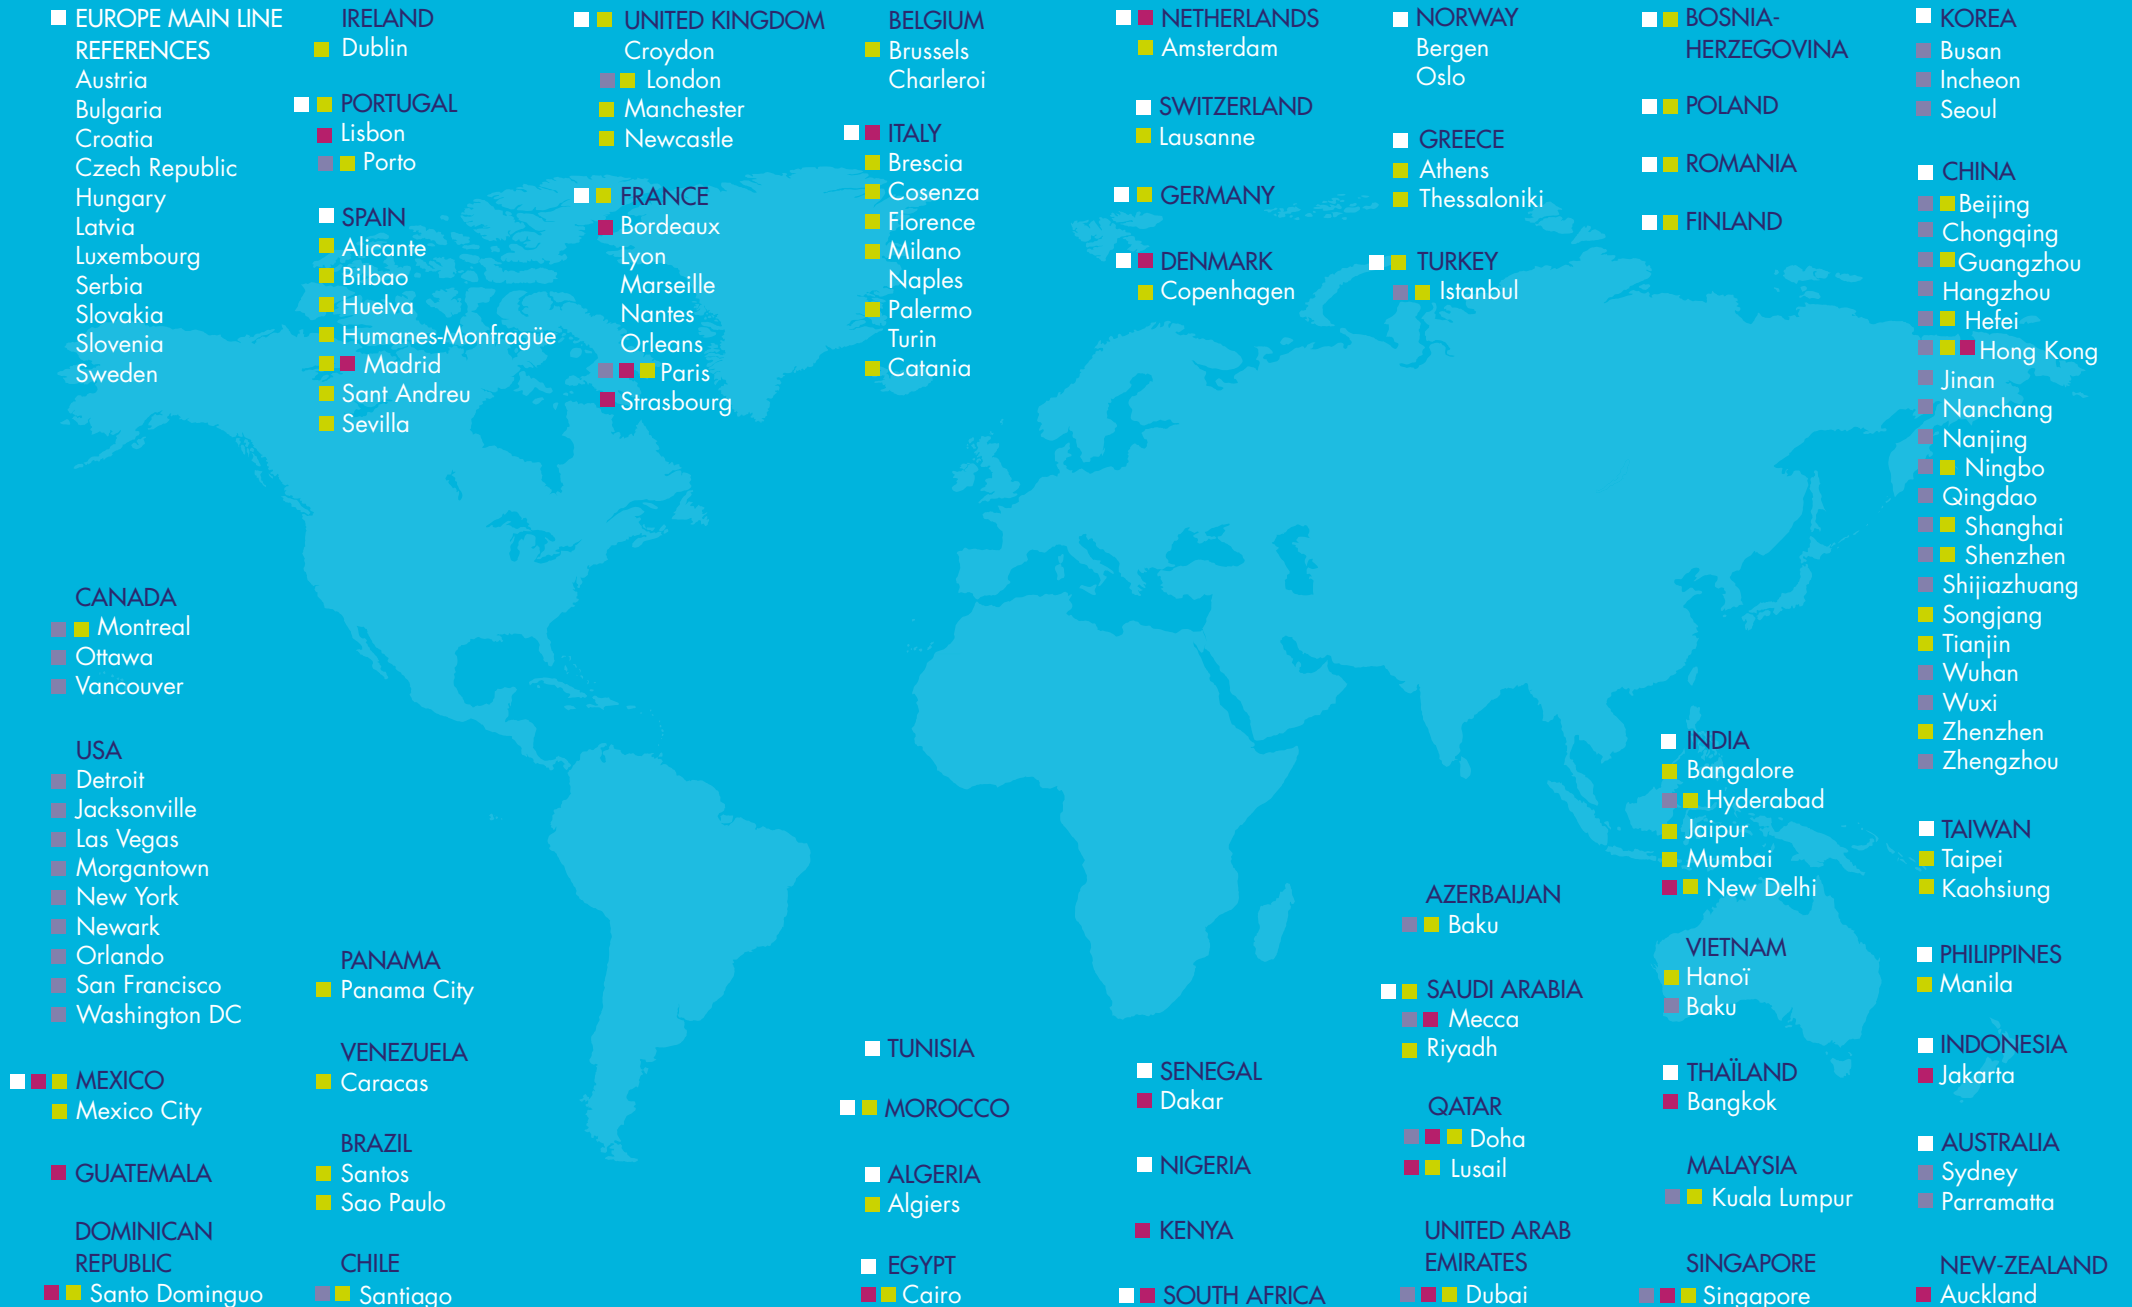 EUROPE MAIN LINE
REFERENCES
Austria
Bulgaria
Croatia
Czech Republic
Hungary
Latvia
Luxembourg
Serbia
Slovakia
Slovenia
Sweden
CANADA
Montreal
Ottawa
Vancouver
USA
Detroit
Jacksonville
Las Vegas
Morgantown
New York
Newark
Orlando
San Francisco
Washington DC
MEXICO
Mexico City
GUATEMALA
DOMINICAN
REPUBLIC
Santo Dominguo
IRELAND
Dublin
PORTUGAL
Lisbon
Porto
SPAIN
Alicante
Bilbao
Huelva
Humanes-Monfragüe
Madrid
Sant Andreu
Sevilla
PANAMA
Panama City
VENEZUELA
Caracas
BRAZIL
Santos
Sao Paulo
CHILE
Santiago
UNITED KINGDOM
Croydon
London
Manchester
Newcastle
FRANCE
Bordeaux
Lyon
Marseille
Nantes
Orleans
Paris
Strasbourg
BELGIUM
Brussels
Charleroi
ITALY
Brescia
Cosenza
Florence
Milano
Naples
Palermo
Turin
Catania
TUNISIA
MOROCCO
ALGERIA
Algiers
EGYPT
Cairo
NETHERLANDS
Amsterdam
SWITZERLAND
Lausanne
GERMANY
DENMARK
Copenhagen
SENEGAL
Dakar
NIGERIA
KENYA
SOUTH AFRICA
NORWAY
Bergen
Oslo
GREECE
Athens
Thessaloniki
TURKEY
Istanbul
AZERBAIJAN
Baku
SAUDI ARABIA
Mecca
Riyadh
QATAR
Doha
Lusail
UNITED ARAB
EMIRATES
Dubai
BOSNIA-
HERZEGOVINA
POLAND
ROMANIA
FINLAND
INDIA
Bangalore
Hyderabad
Jaipur
Mumbai
New Delhi
VIETNAM
Hanoï
Baku
THAÏLAND
Bangkok
MALAYSIA
Kuala Lumpur
SINGAPORE
Singapore
KOREA
Busan
Incheon
Seoul
CHINA
Beijing
Chongqing
Guangzhou
Hangzhou
Hefei
Hong Kong
Jinan
Nanchang
Nanjing
Ningbo
Qingdao
Shanghai
Shenzhen
Shijiazhuang
Songjang
Tianjin
Wuhan
Wuxi
Zhenzhen
Zhengzhou
TAIWAN
Taipei
Kaohsiung
PHILIPPINES
Manila
INDONESIA
Jakarta
AUSTRALIA
Sydney
Parramatta
NEW-ZEALAND
Auckland